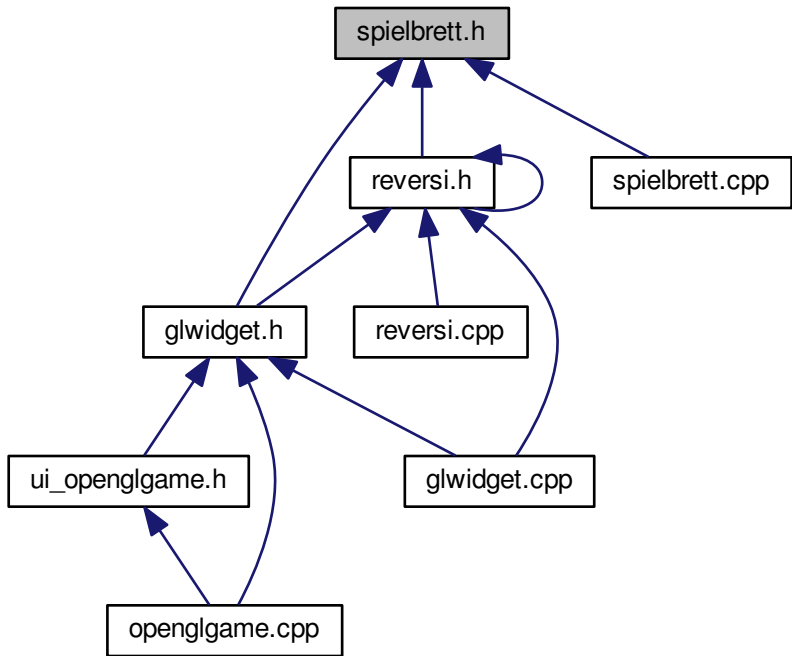 spielbrett.h
reversi.h
spielbrett.cpp
glwidget.h
reversi.cpp
ui_openglgame.h
glwidget.cpp
openglgame.cpp